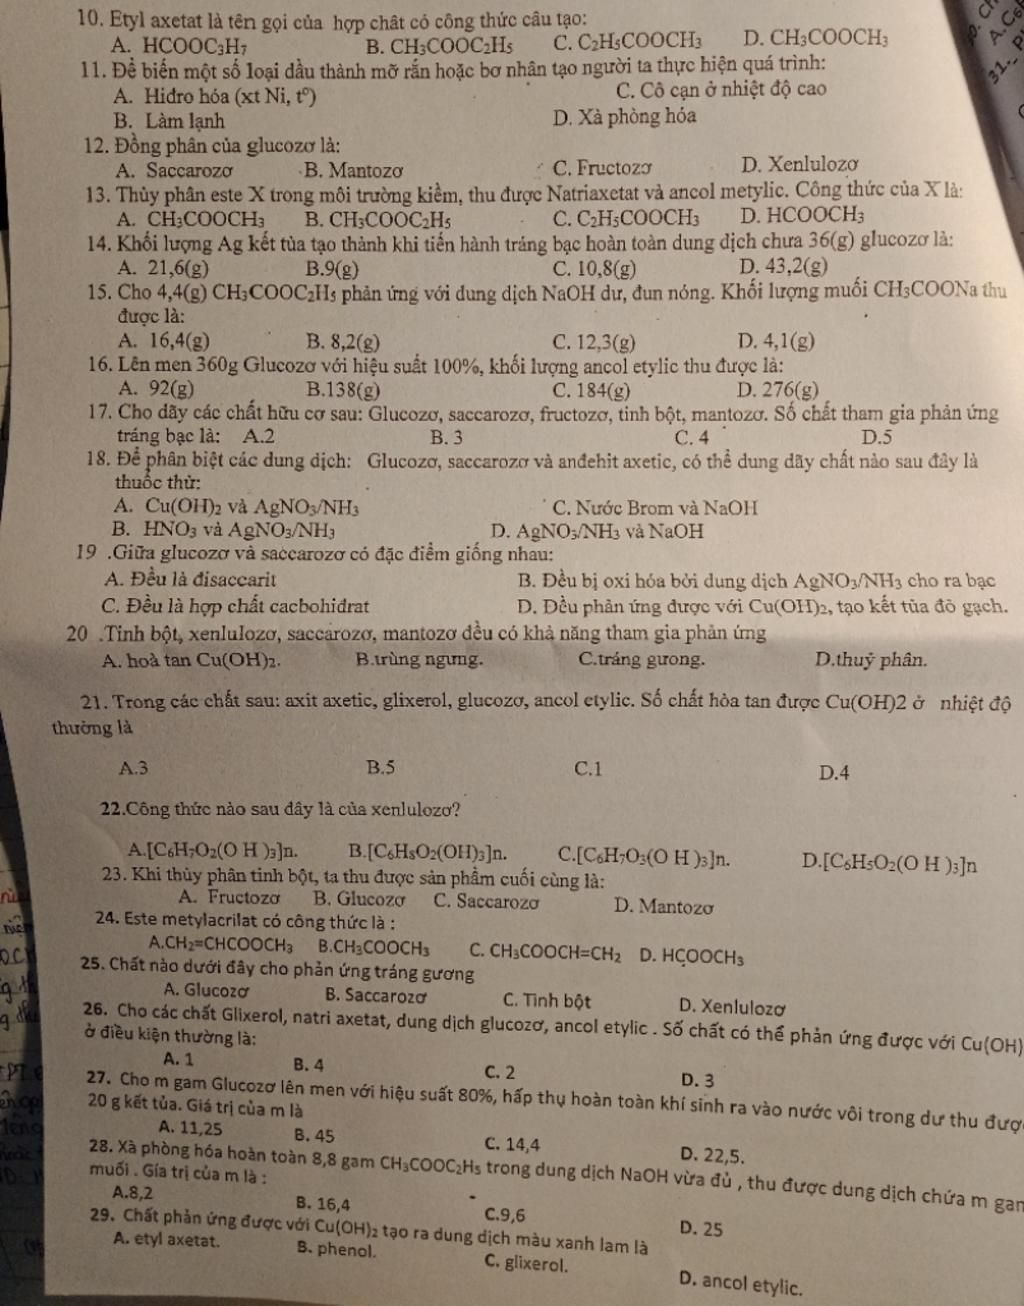 10. Etyl axetat là tên gọi của hợp chất có công thức cấu tạo:
A. HCOOC₃H₇ B. CH₃COOC₂H₅ C. C₂H₅COOCH₃ D. CH₃COOCH₃
11. Để biến một số loại dầu thành mỡ rắn hoặc bơ nhân tạo người ta thực hiện quá trình:
A. Hiđro hóa (xt Ni, t⁰) C. Cô cạn ở nhiệt độ cao
B. Làm lạnh D. Xà phòng hóa
12. Đồng phân của glucozơ là:
A. Saccarozơ B. Mantozơ C. Fructozơ D. Xenlulozơ
13. Thủy phân este X trong môi trường kiềm, thu được Natriaxetat và ancol metylic. Công thức của X là:
A. CH₃COOCH₃ B. CH₃COOC₂H₅ C. C₂H₅COOCH₃ D. HCOOCH₃
14. Khối lượng Ag kết tủa tạo thành khi tiến hành tráng bạc hoàn toàn dung dịch chưa 36(g) glucozơ là:
A. 21,6(g) B.9(g) C. 10,8(g) D. 43,2(g)
15. Cho 4,4(g) CH₃COOC₂H₅ phản ứng với dung dịch NaOH dư, đun nóng. Khối lượng muối CH₃COONa thu
được là:
A. 16,4(g) B. 8,2(g) C. 12,3(g) D. 4,1(g)
16. Lên men 360g Glucozơ với hiệu suất 100%, khối lượng ancol etylic thu được là:
A. 92(g) B.138(g) C. 184(g) D. 276(g)
17. Cho dãy các chất hữu cơ sau: Glucozơ, saccarozơ, fructozơ, tinh bột, mantozơ. Số chất tham gia phản ứng
tráng bạc là: A.2 B. 3 C. 4 D.5
18. Để phân biệt các dung dịch: Glucozơ, saccarozơ và anđehit axetic, có thể dung dãy chất nào sau đây là
thuốc thử:
A. Cu(OH)₂ và AgNO₃/NH₃ C. Nước Brom và NaOH
B. HNO₃ và AgNO₃/NH₃ D. AgNO₃/NH₃ và NaOH
19 .Giữa glucozơ và saccarozơ có đặc điểm giống nhau:
A. Đều là đisaccarit B. Đều bị oxi hóa bởi dung dịch AgNO₃/NH₃ cho ra bạc
C. Đều là hợp chất cacbohiđrat D. Đều phản ứng được với Cu(OH)₂, tạo kết tủa đỏ gạch.
20 .Tinh bột, xenlulozơ, saccarozơ, mantozơ đều có khả năng tham gia phản ứng
A. hoà tan Cu(OH)₂. B.trùng ngưng. C.tráng gương. D.thuỷ phân.
21. Trong các chất sau: axit axetic, glixerol, glucozơ, ancol etylic. Số chất hòa tan được Cu(OH)2 ở nhiệt độ
thường là
A.3 B.5 C.1 D.4
22.Công thức nào sau đây là của xenlulozơ?
A.[C₆H₇O₂(O H )₃]n. B.[C₆H₈O₂(OH)₃]n. C.[C₆H₇O₃(O H )₃]n. D.[C₆H₅O₂(O H )₃]n
23. Khi thủy phân tinh bột, ta thu được sản phẩm cuối cùng là:
A. Fructozơ B. Glucozơ C. Saccarozơ D. Mantozơ
24. Este metylacrilat có công thức là :
A.CH₂=CHCOOCH₃ B.CH₃COOCH₃ C. CH₃COOCH=CH₂ D. HCOOCH₃
25. Chất nào dưới đây cho phản ứng tráng gương
A. Glucozơ B. Saccarozơ C. Tinh bột D. Xenlulozơ
26. Cho các chất Glixerol, natri axetat, dung dịch glucozơ, ancol etylic . Số chất có thể phản ứng được với Cu(OH)
ở điều kiện thường là:
A. 1 B. 4 C. 2 D. 3
27. Cho m gam Glucozơ lên men với hiệu suất 80%, hấp thụ hoàn toàn khí sinh ra vào nước vôi trong dư thu đượ
20 g kết tủa. Giá trị của m là
A. 11,25 B. 45 C. 14,4 D. 22,5.
28. Xà phòng hóa hoàn toàn 8,8 gam CH₃COOC₂H₅ trong dung dịch NaOH vừa đủ , thu được dung dịch chứa m gam
muối . Gía trị của m là :
A.8,2 B. 16,4 C.9,6 D. 25
29. Chất phản ứng được với Cu(OH)₂ tạo ra dung dịch màu xanh lam là
A. etyl axetat. B. phenol. C. glixerol. D. ancol etylic.
31.